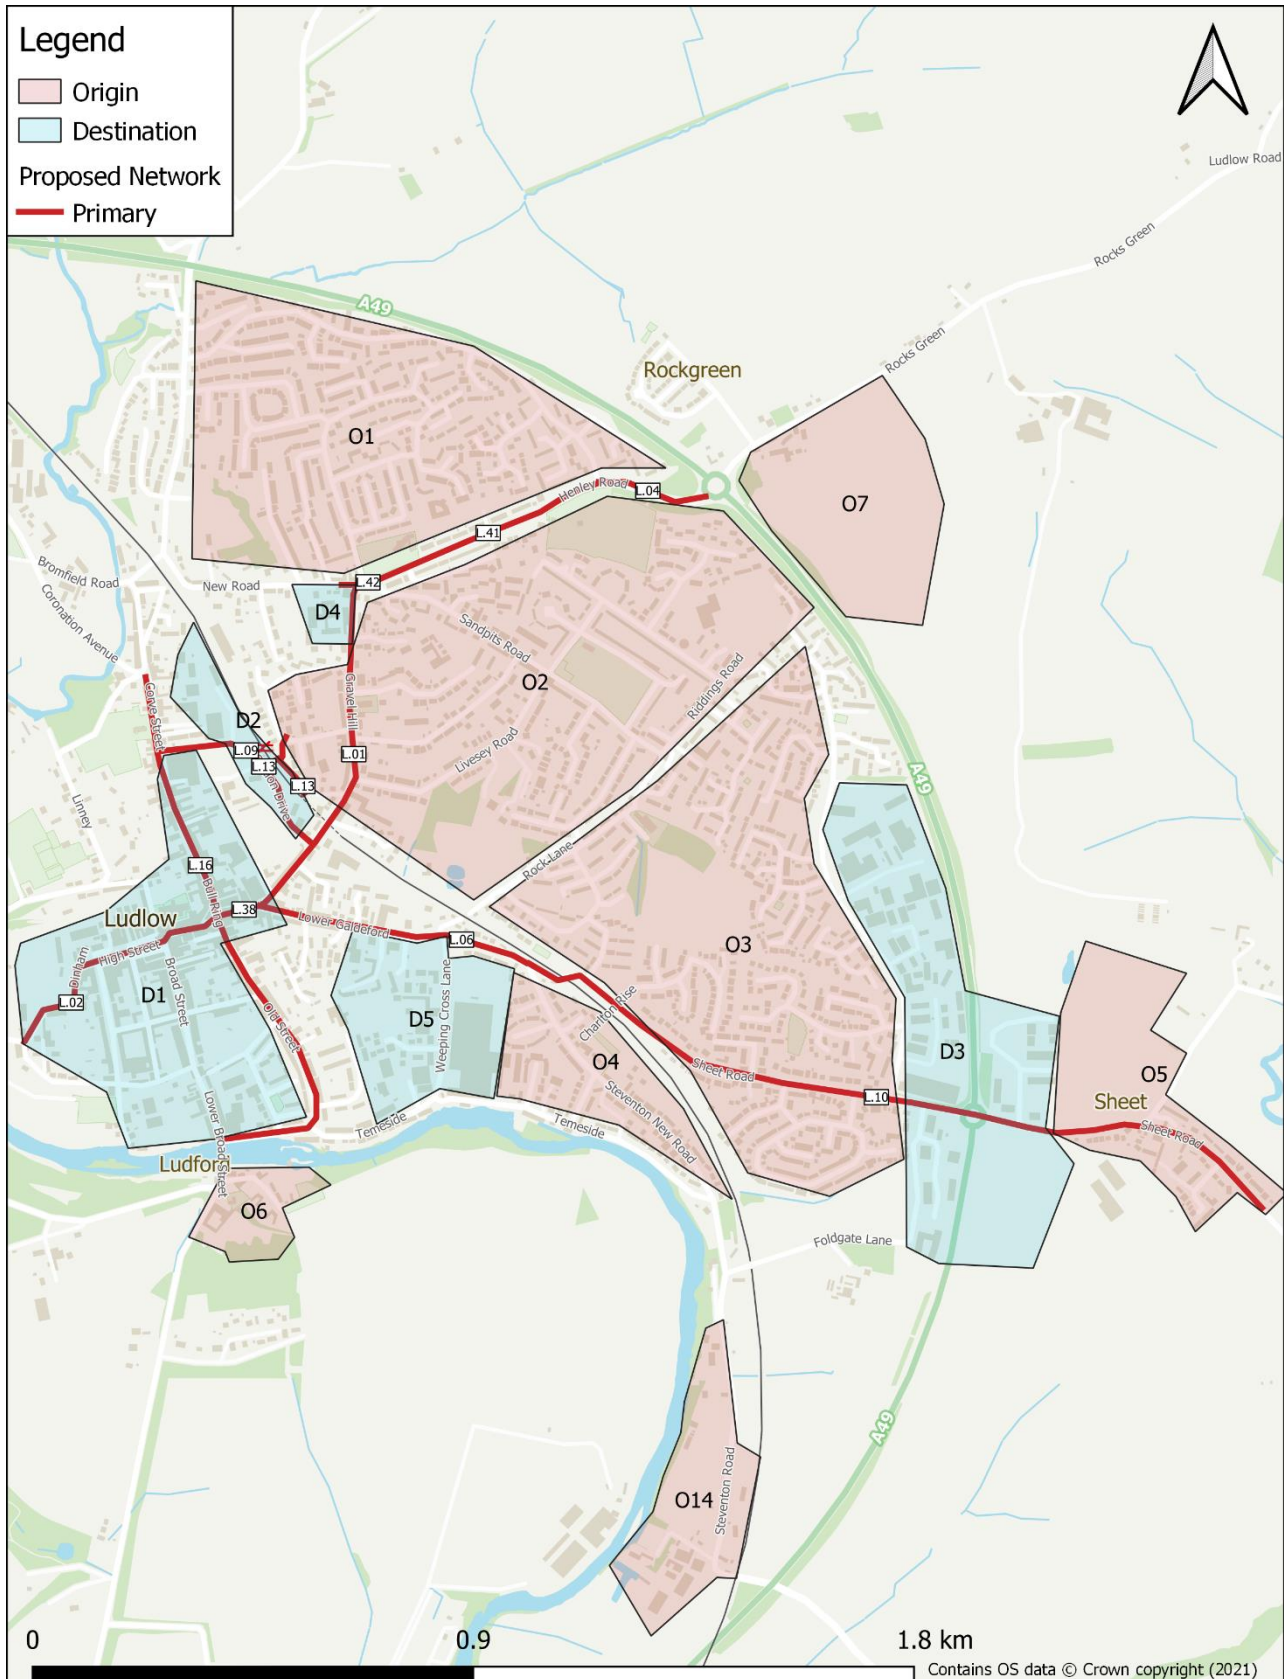 Legend
Origin
Destination
Proposed Network
Primary
Ludlow Road
Rocks Green
A49
Rocks Green
Rockgreen
O1
O7
Henley Road
L.04
L.41
Bromfield Road
New Road
L.42
Coronation Avenue
D4
Sandpits Road
O2
Riddings Road
Corve Street
Gravel Hill
D2
L.09
L.01
Livesey Road
L.13
L.13
A49
Linney
Rock Lane
L.16
Bull Ring
L.38
Ludlow
Lower Galdeford
L.06
O3
High Street
Dinham
Broad Street
L.02
D1
Old Street
D5
Weeping Cross Lane
Charlton Rise
O4
Sheet Road
D3
O5
Sheet
L.10
Steventon New Road
Temeside
Temeside
Sheet Road
Lower Broad Street
Ludford
O6
Foldgate Lane
A49
O14
Steventon Road
0
0.9
1.8 km
Contains OS data © Crown copyright (2021)